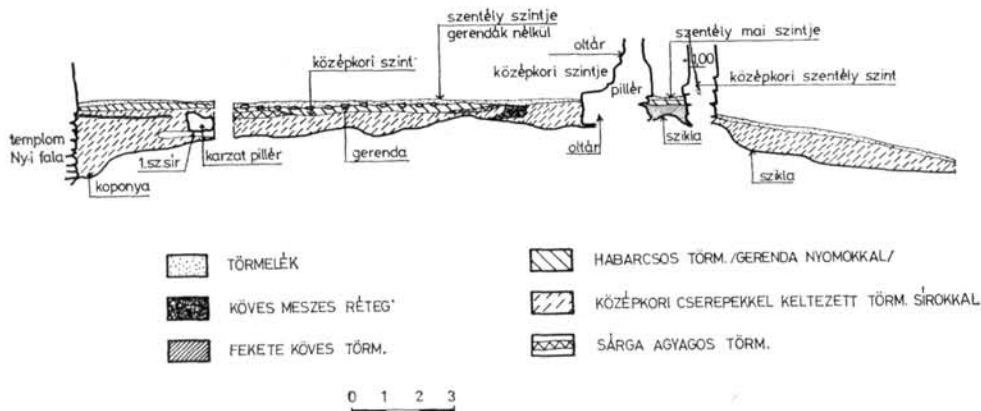 szentély szintje
gerendák nélkül
középkori szint
oltár
középkori szintje
szentély mai szintje
100
középkori szentély szint
pillér
templom
Ny-i fala
1.sz.sír
karzat pillér
gerenda
oltár
szikla
koponya
szikla
TÖRMELÉK
HABARCSOS TÖRM./GERENDA NYOMOKKAL/
KÖVES MESZES RÉTEG
KÖZÉPKORI CSEREPEKKEL KELTEZETT TÖRM. SÍROKKAL
FEKETE KÖVES TÖRM.
SÁRGA AGYAGOS TÖRM.
0 1 2 3